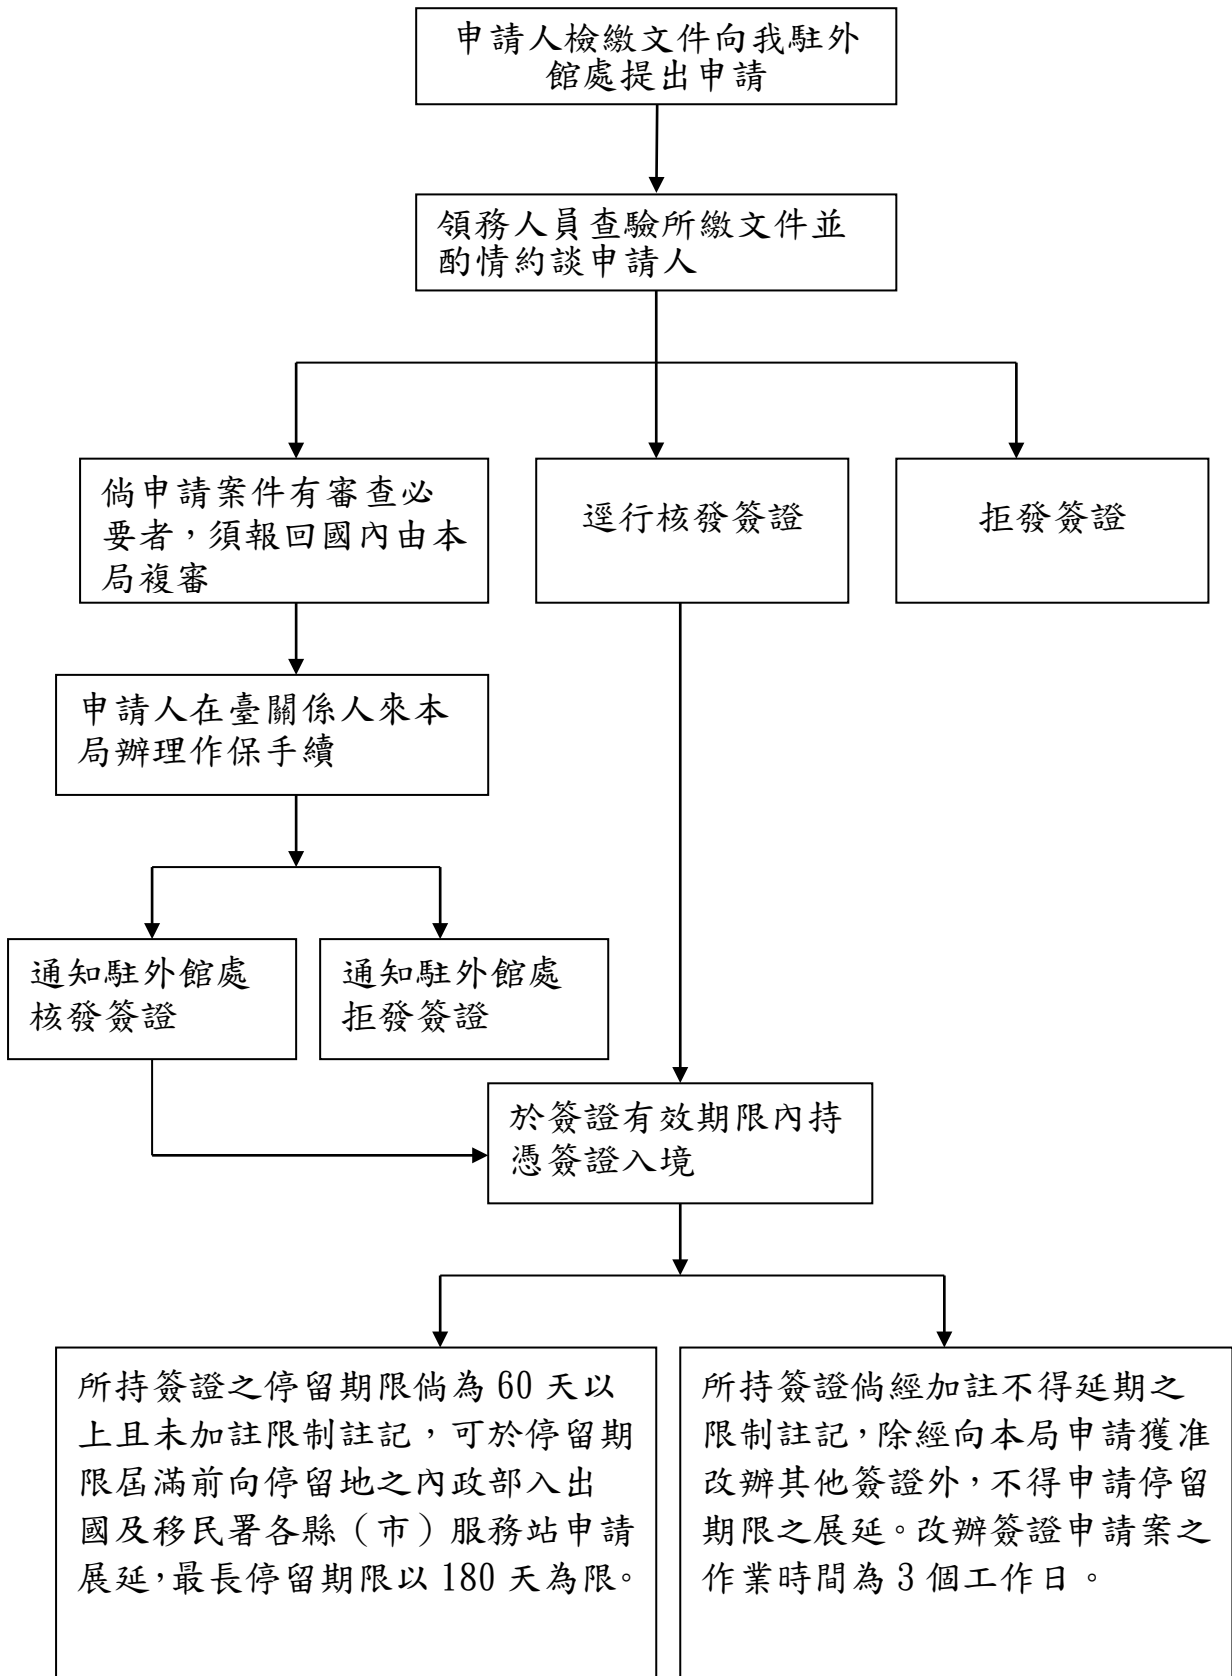 申請人檢繳文件向我駐外
館處提出申請
領務人員查驗所繳文件並
酌情約談申請人
倘申請案件有審查必
要者，須報回國內由本
局複審
逕行核發簽證
拒發簽證
申請人在臺關係人來本
局辦理作保手續
通知駐外館處
核發簽證
通知駐外館處
拒發簽證
於簽證有效期限內持
憑簽證入境
所持簽證之停留期限倘為 60 天以
上且未加註限制註記，可於停留期
限屆滿前向停留地之內政部入出
國及移民署各縣（市）服務站申請
展延，最長停留期限以 180 天為限。
所持簽證倘經加註不得延期之
限制註記，除經向本局申請獲准
改辦其他簽證外，不得申請停留
期限之展延。改辦簽證申請案之
作業時間為 3 個工作日。